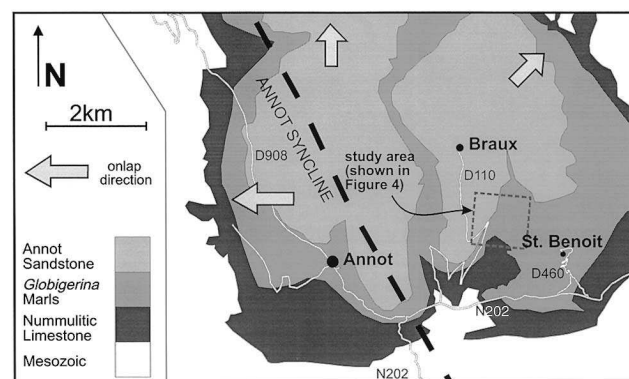 N
2km
onlap
direction
Annot
Sandstone
Globigerina
Marls
Nummulitic
Limestone
Mesozoic
ANNOT SYNCLINE
D908
study area
(shown in
Figure 4)
Braux
D110
Annot
St. Benoit
D460
N202
N202